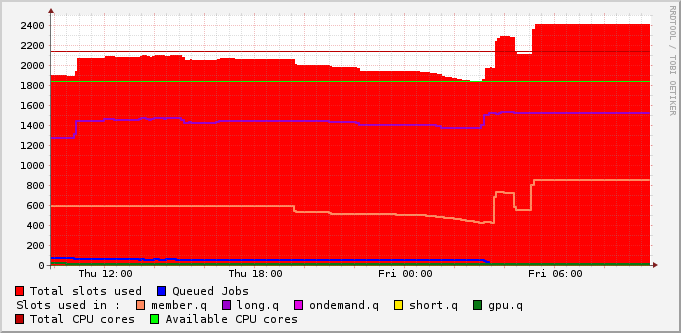 RRDTOOL / TOBI OETIKER
2400
2200
2000
1800
1600
1400
1200
1000
800
600
400
200
0
Thu 12:00 Thu 18:00 Fri 00:00 Fri 06:00
Total slots used Queued Jobs
Slots used in : member.q long.q ondemand.q short.q gpu.q
Total CPU cores Available CPU cores